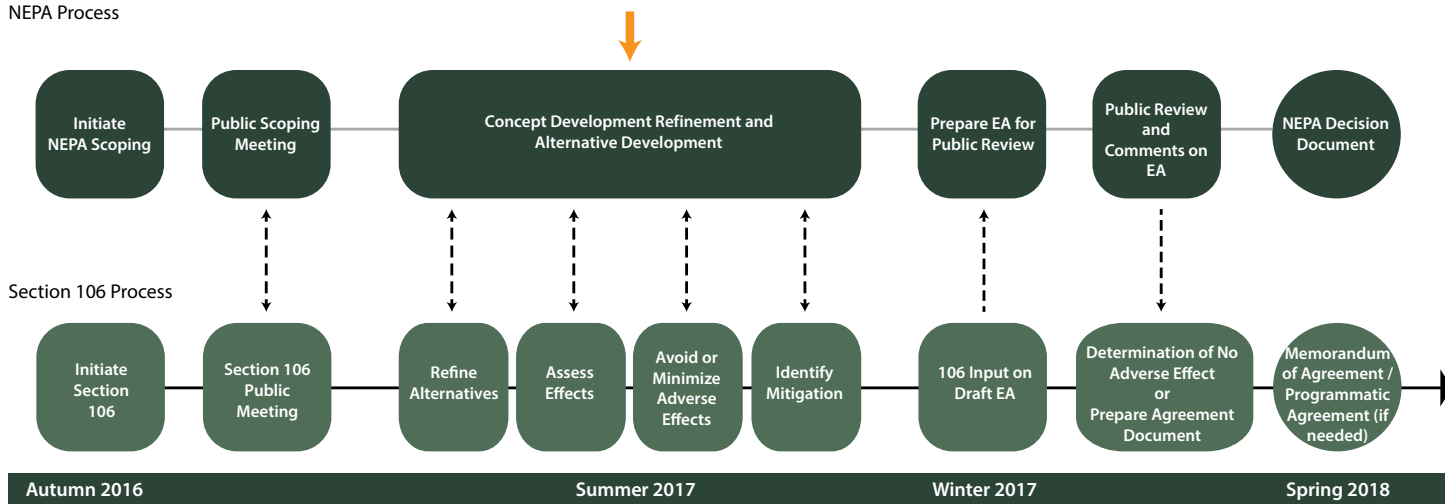 NEPA Process
Initiate
NEPA Scoping
Public Scoping
Meeting
Concept Development Refinement and
Alternative Development
Prepare EA for
Public Review
Public Review
and
Comments on
EA
NEPA Decision
Document
Section 106 Process
Initiate
Section
106
Section 106
Public
Meeting
Refine
Alternatives
Assess
Effects
Avoid or
Minimize
Adverse
Effects
Identify
Mitigation
106 Input on
Draft EA
Determination of No
Adverse Effect
or
Prepare Agreement
Document
Memorandum
of Agreement /
Programmatic
Agreement (if
needed)
Autumn 2016
Summer 2017
Winter 2017
Spring 2018